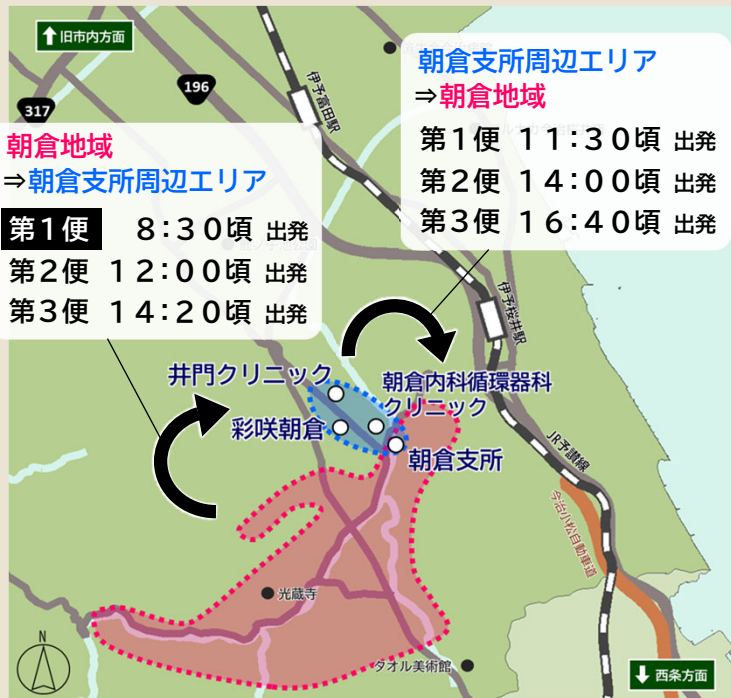 旧市内方面
317
196
伊予富田駅
朝倉地域
⇒朝倉支所周辺エリア
第1便 8:30頃 出発
第2便 12:00頃 出発
第3便 14:20頃 出発
朝倉支所周辺エリア
⇒朝倉地域
第1便 11:30頃 出発
第2便 14:00頃 出発
第3便 16:40頃 出発
伊予桜井駅
井門クリニック
朝倉内科循環器科
クリニック
彩咲朝倉
朝倉支所
JR予讃線
今治小松自動車道
光蔵寺
タオル美術館
N
西条方面